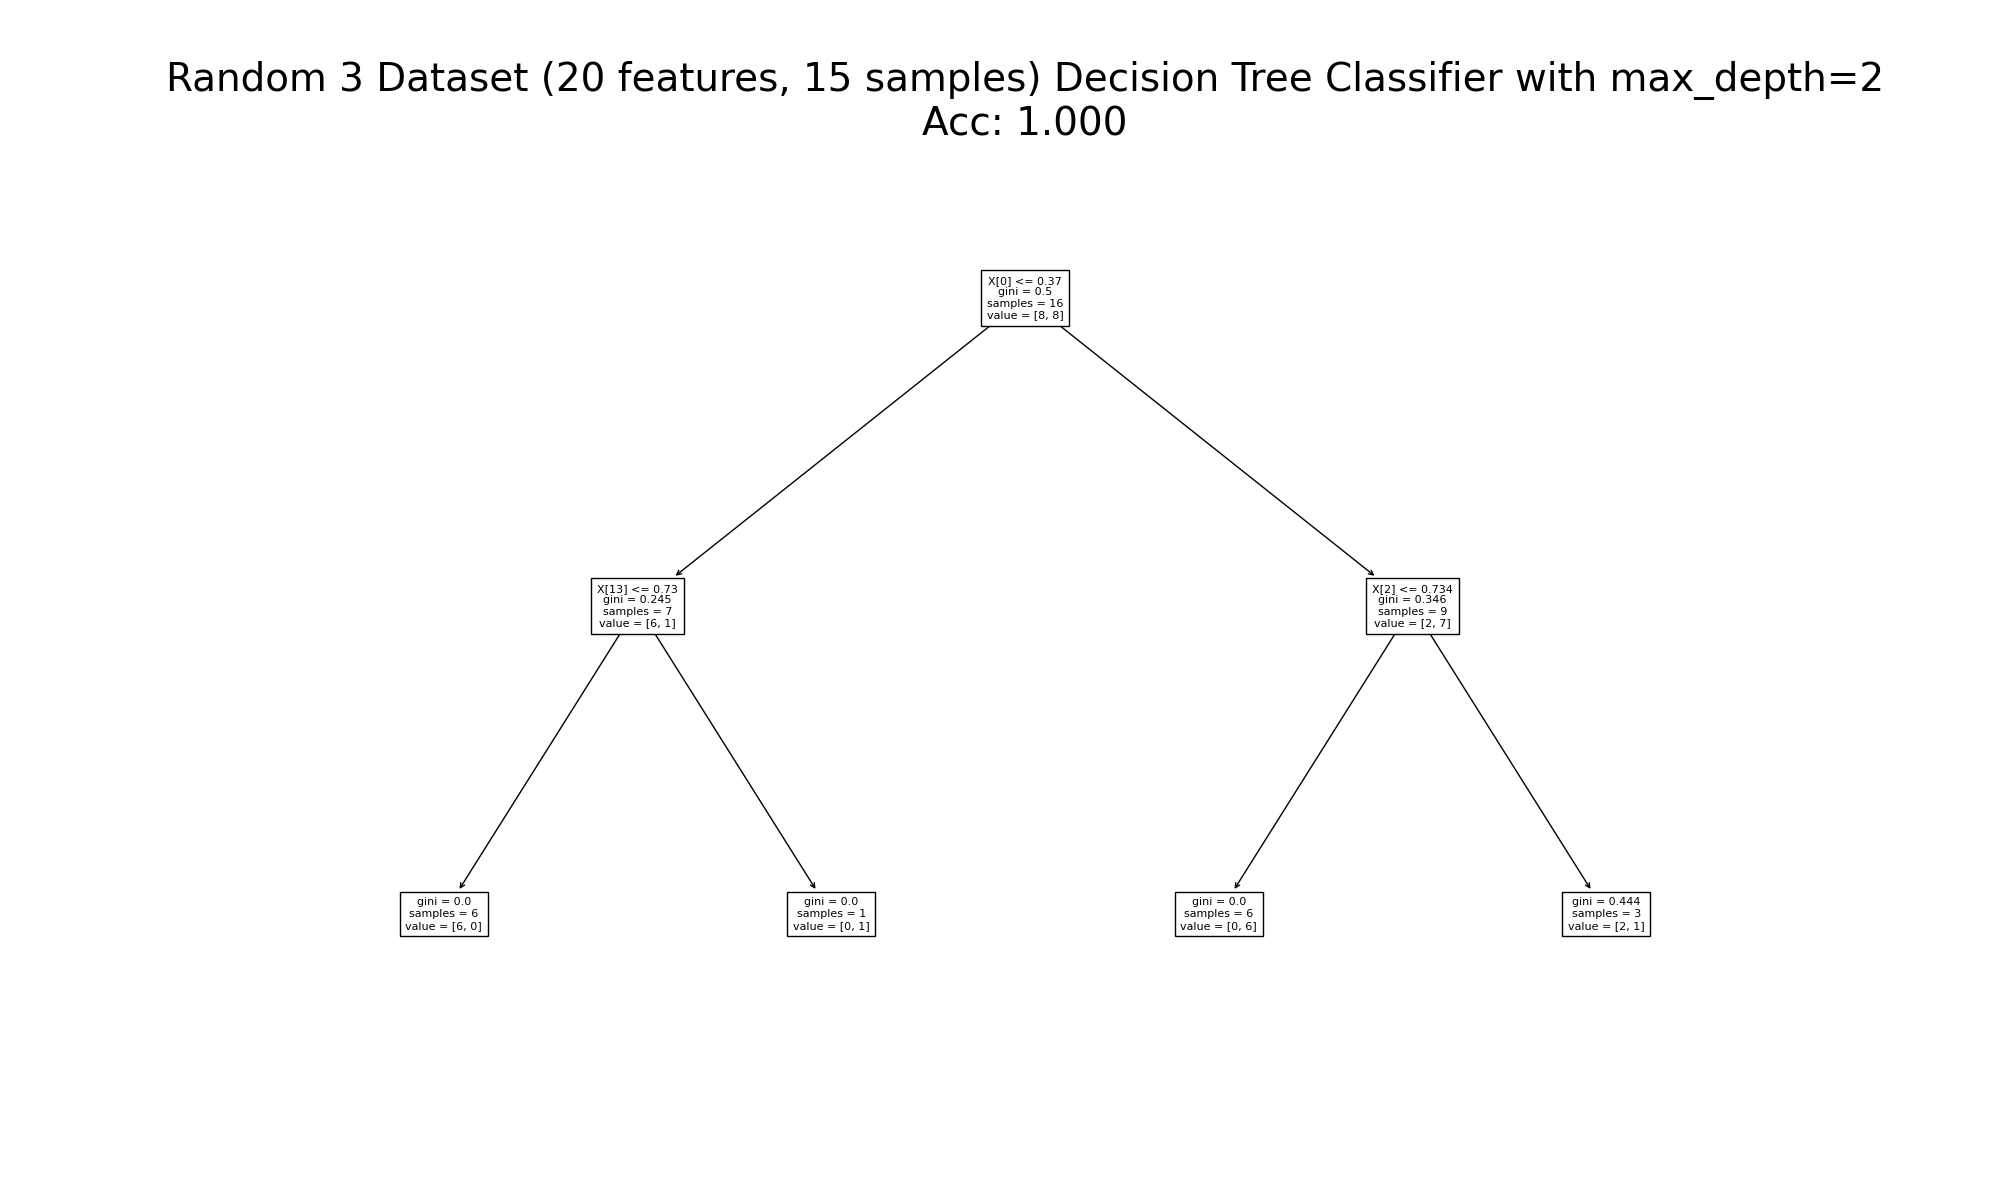 Random 3 Dataset (20 features, 15 samples) Decision Tree Classifier with max_depth=2
Acc: 1.000
X[0] <= 0.37
gini = 0.5
samples = 16
value = [8, 8]
X[13] <= 0.73
gini = 0.245
samples = 7
value = [6, 1]
X[2] <= 0.734
gini = 0.346
samples = 9
value = [2, 7]
gini = 0.0
samples = 6
value = [6, 0]
gini = 0.0
samples = 1
value = [0, 1]
gini = 0.0
samples = 6
value = [0, 6]
gini = 0.444
samples = 3
value = [2, 1]